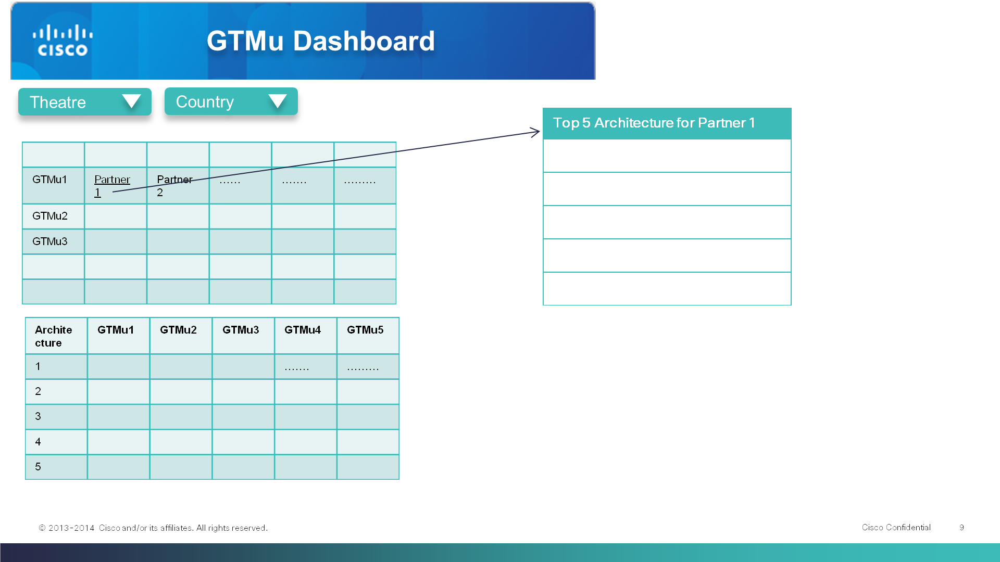 CISCO
GTMu Dashboard
Theatre
Country
Top 5 Architecture for Partner 1
GTMu1 Partner 1 Partner 2 ...... ....... .........
GTMu2
GTMu3
Architecture GTMu1 GTMu2 GTMu3 GTMu4 GTMu5
1 ....... .........
2
3
4
5
© 2013-2014 Cisco and/or its affiliates. All rights reserved.
Cisco Confidential 9